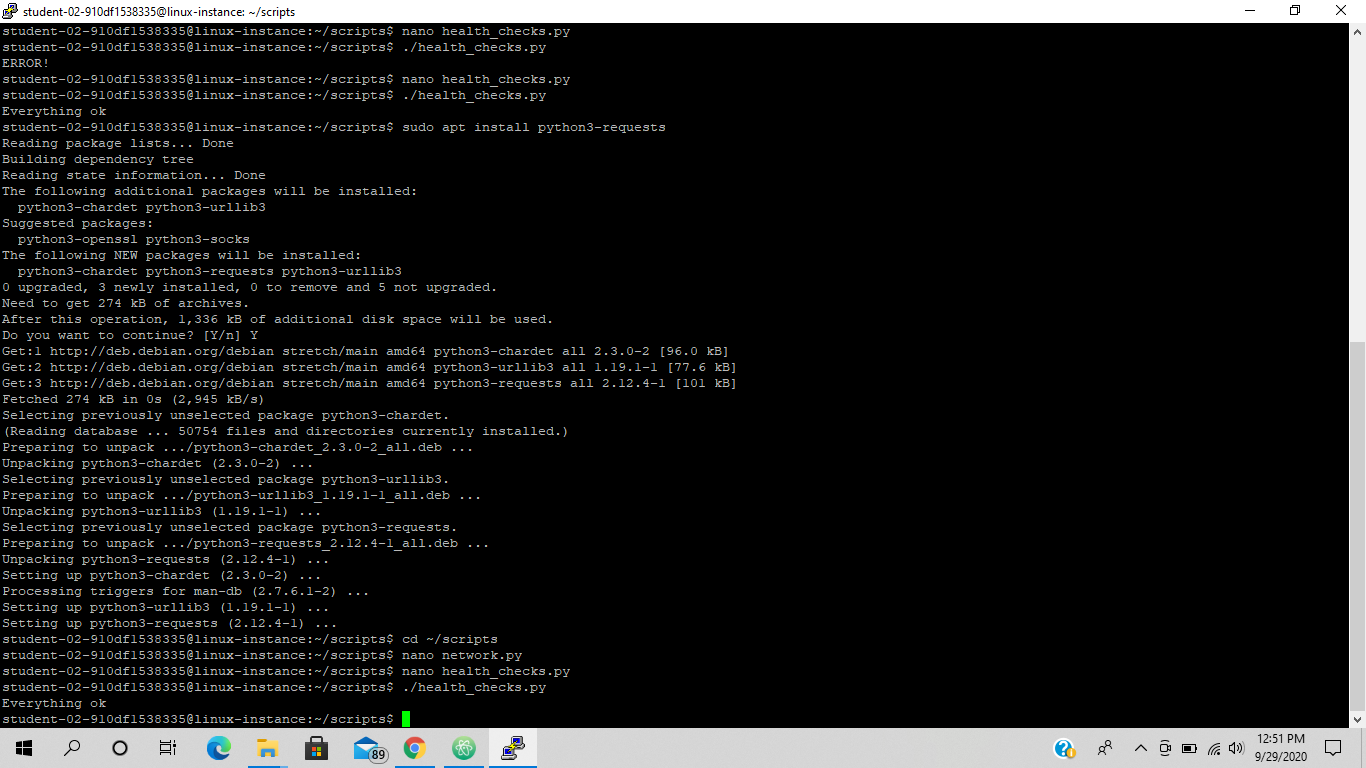 student-02-910df1538335@linux-instance: ~/scripts
student-02-910df1538335@linux-instance:~/scripts$ nano health_checks.py
student-02-910df1538335@linux-instance:~/scripts$ ./health_checks.py
ERROR!
student-02-910df1538335@linux-instance:~/scripts$ nano health_checks.py
student-02-910df1538335@linux-instance:~/scripts$ ./health_checks.py
Everything ok
student-02-910df1538335@linux-instance:~/scripts$ sudo apt install python3-requests
Reading package lists... Done
Building dependency tree
Reading state information... Done
The following additional packages will be installed:
  python3-chardet python3-urllib3
Suggested packages:
  python3-openssl python3-socks
The following NEW packages will be installed:
  python3-chardet python3-requests python3-urllib3
0 upgraded, 3 newly installed, 0 to remove and 5 not upgraded.
Need to get 274 kB of archives.
After this operation, 1,336 kB of additional disk space will be used.
Do you want to continue? [Y/n] Y
Get:1 http://deb.debian.org/debian stretch/main amd64 python3-chardet all 2.3.0-2 [96.0 kB]
Get:2 http://deb.debian.org/debian stretch/main amd64 python3-urllib3 all 1.19.1-1 [77.6 kB]
Get:3 http://deb.debian.org/debian stretch/main amd64 python3-requests all 2.12.4-1 [101 kB]
Fetched 274 kB in 0s (2,945 kB/s)
Selecting previously unselected package python3-chardet.
(Reading database ... 50754 files and directories currently installed.)
Preparing to unpack .../python3-chardet_2.3.0-2_all.deb ...
Unpacking python3-chardet (2.3.0-2) ...
Selecting previously unselected package python3-urllib3.
Preparing to unpack .../python3-urllib3_1.19.1-1_all.deb ...
Unpacking python3-urllib3 (1.19.1-1) ...
Selecting previously unselected package python3-requests.
Preparing to unpack .../python3-requests_2.12.4-1_all.deb ...
Unpacking python3-requests (2.12.4-1) ...
Setting up python3-chardet (2.3.0-2) ...
Processing triggers for man-db (2.7.6.1-2) ...
Setting up python3-urllib3 (1.19.1-1) ...
Setting up python3-requests (2.12.4-1) ...
student-02-910df1538335@linux-instance:~/scripts$ cd ~/scripts
student-02-910df1538335@linux-instance:~/scripts$ nano network.py
student-02-910df1538335@linux-instance:~/scripts$ nano health_checks.py
student-02-910df1538335@linux-instance:~/scripts$ ./health_checks.py
Everything ok
student-02-910df1538335@linux-instance:~/scripts$
89
12:51 PM
9/29/2020